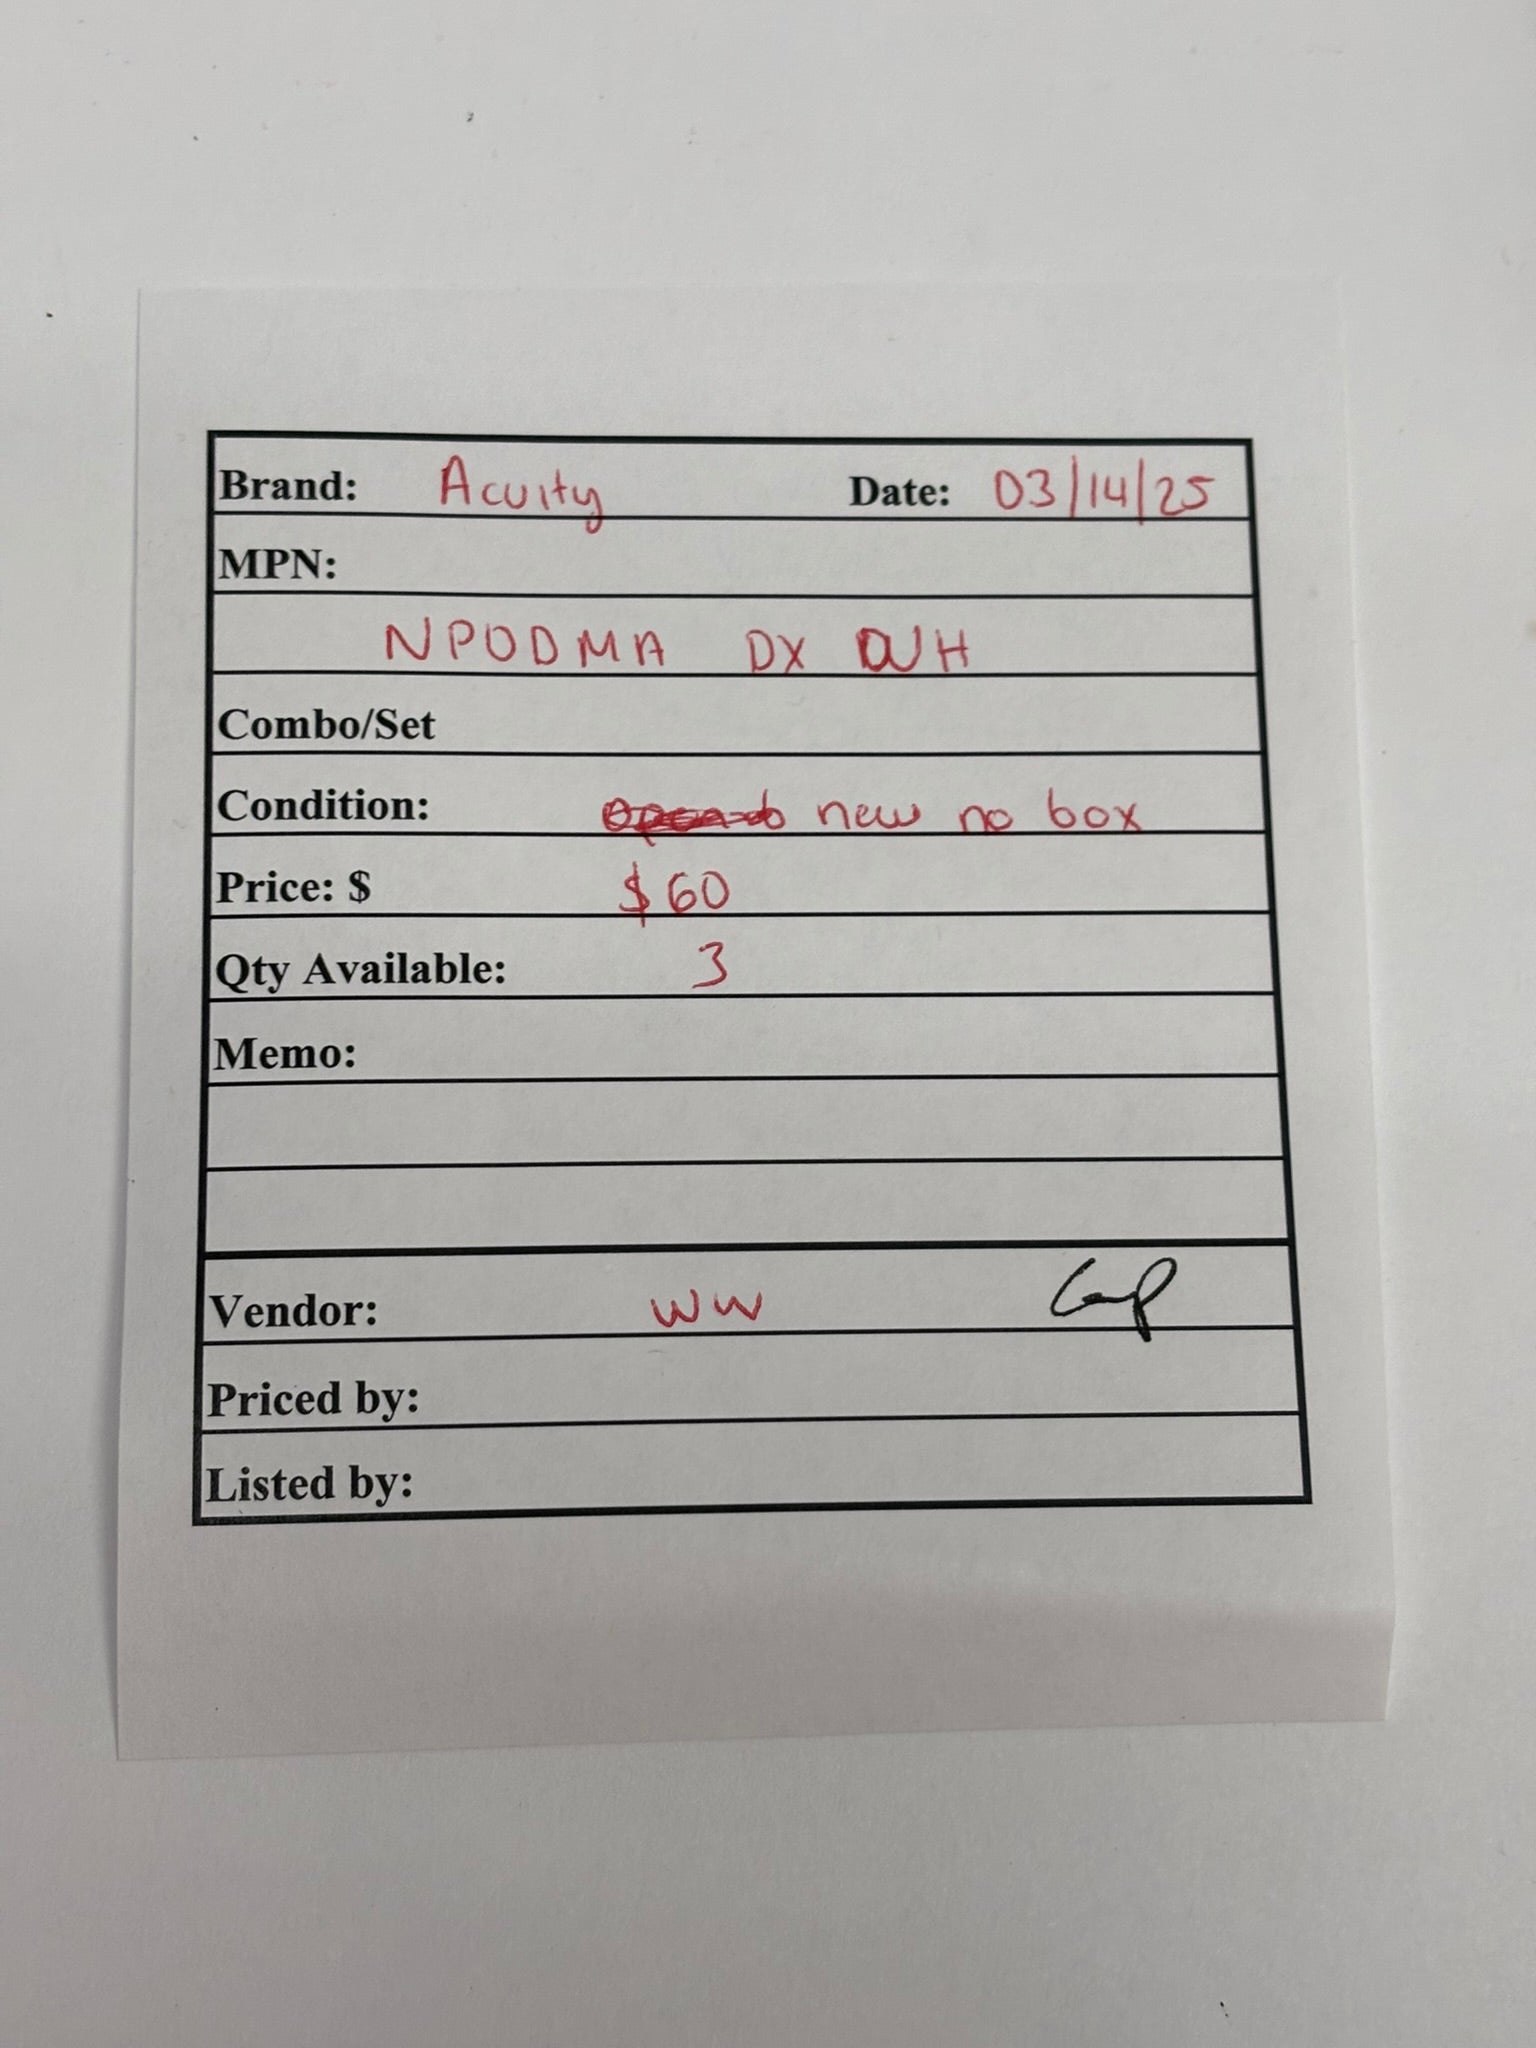 Brand: Acuity Date: 03/14/25
MPN:
NPODMA DX WH
Combo/Set
Condition: new no box
Price: $ $60
Qty Available: 3
Memo:
Vendor: WW
Priced by:
Listed by: